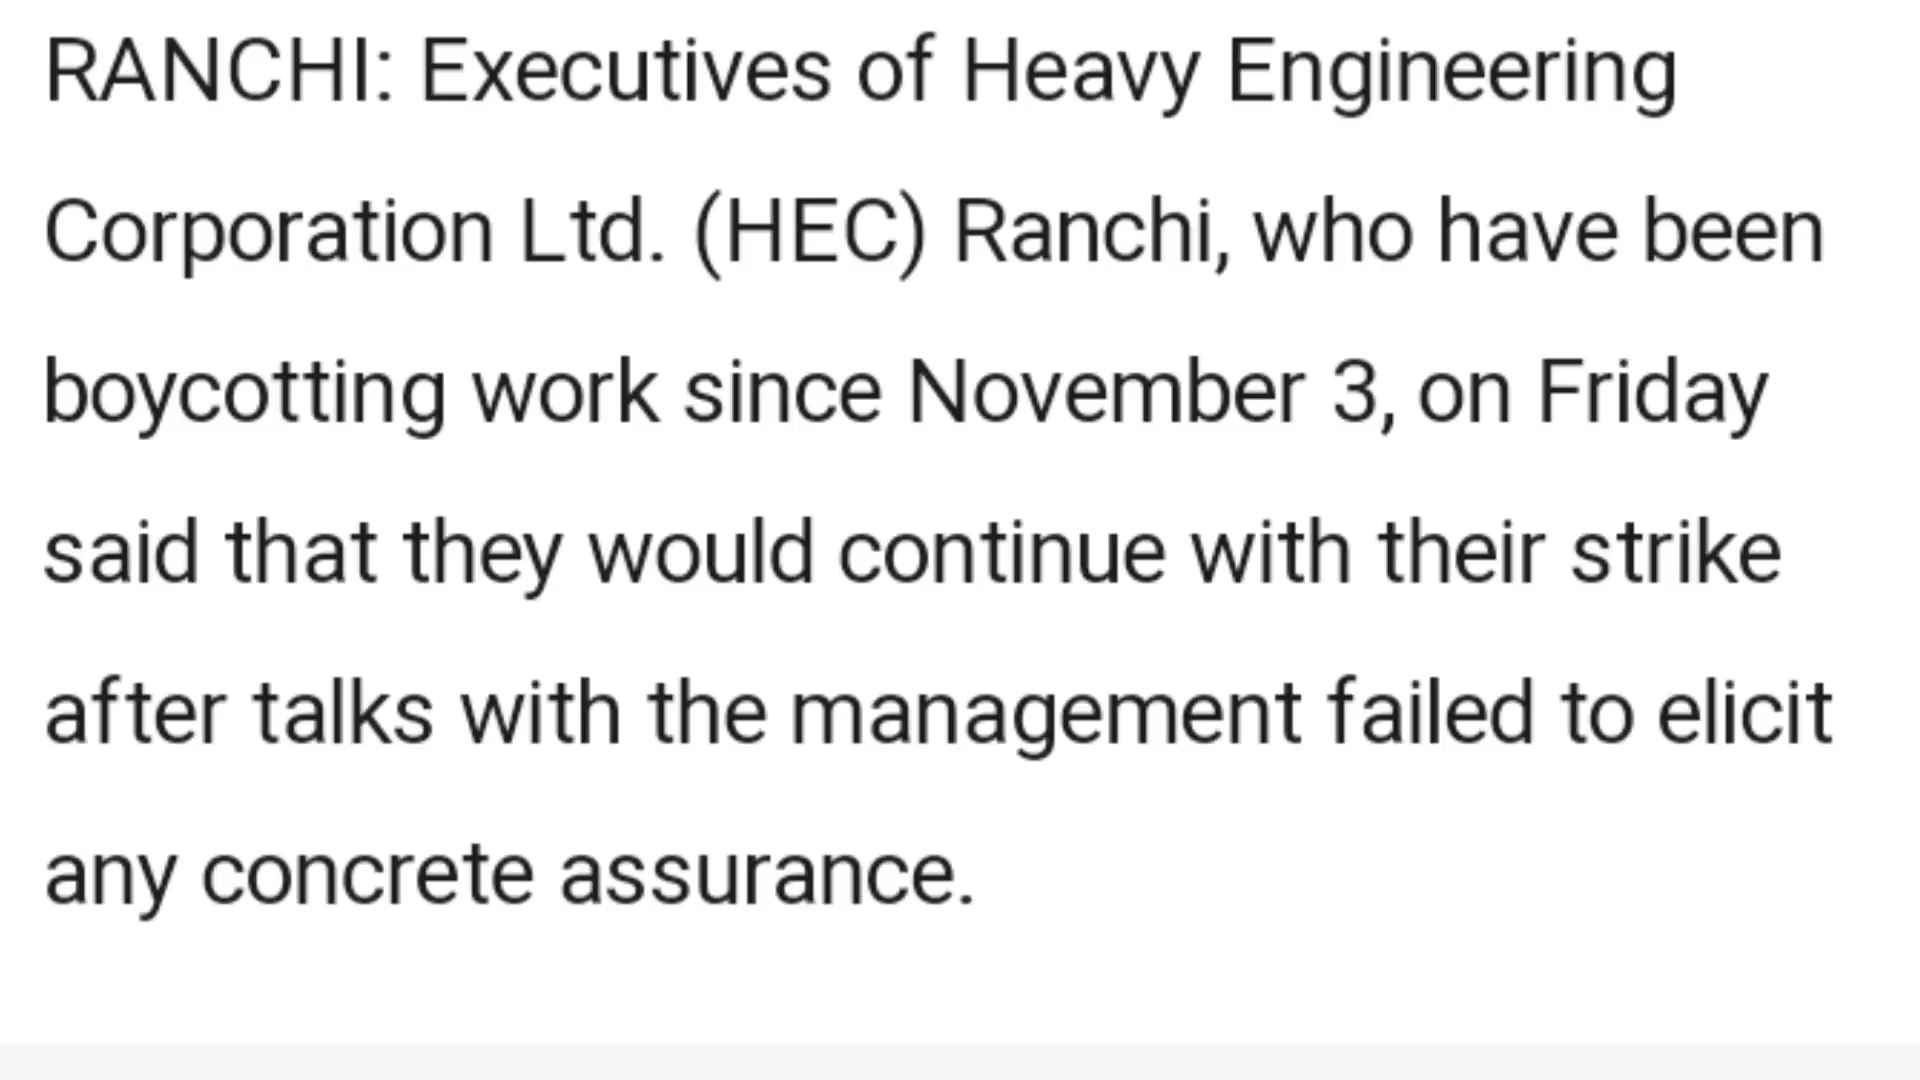 RANCHI: Executives of Heavy Engineering
Corporation Ltd. (HEC) Ranchi, who have been
boycotting work since November 3, on Friday
said that they would continue with their strike
after talks with the management failed to elicit
any concrete assurance.